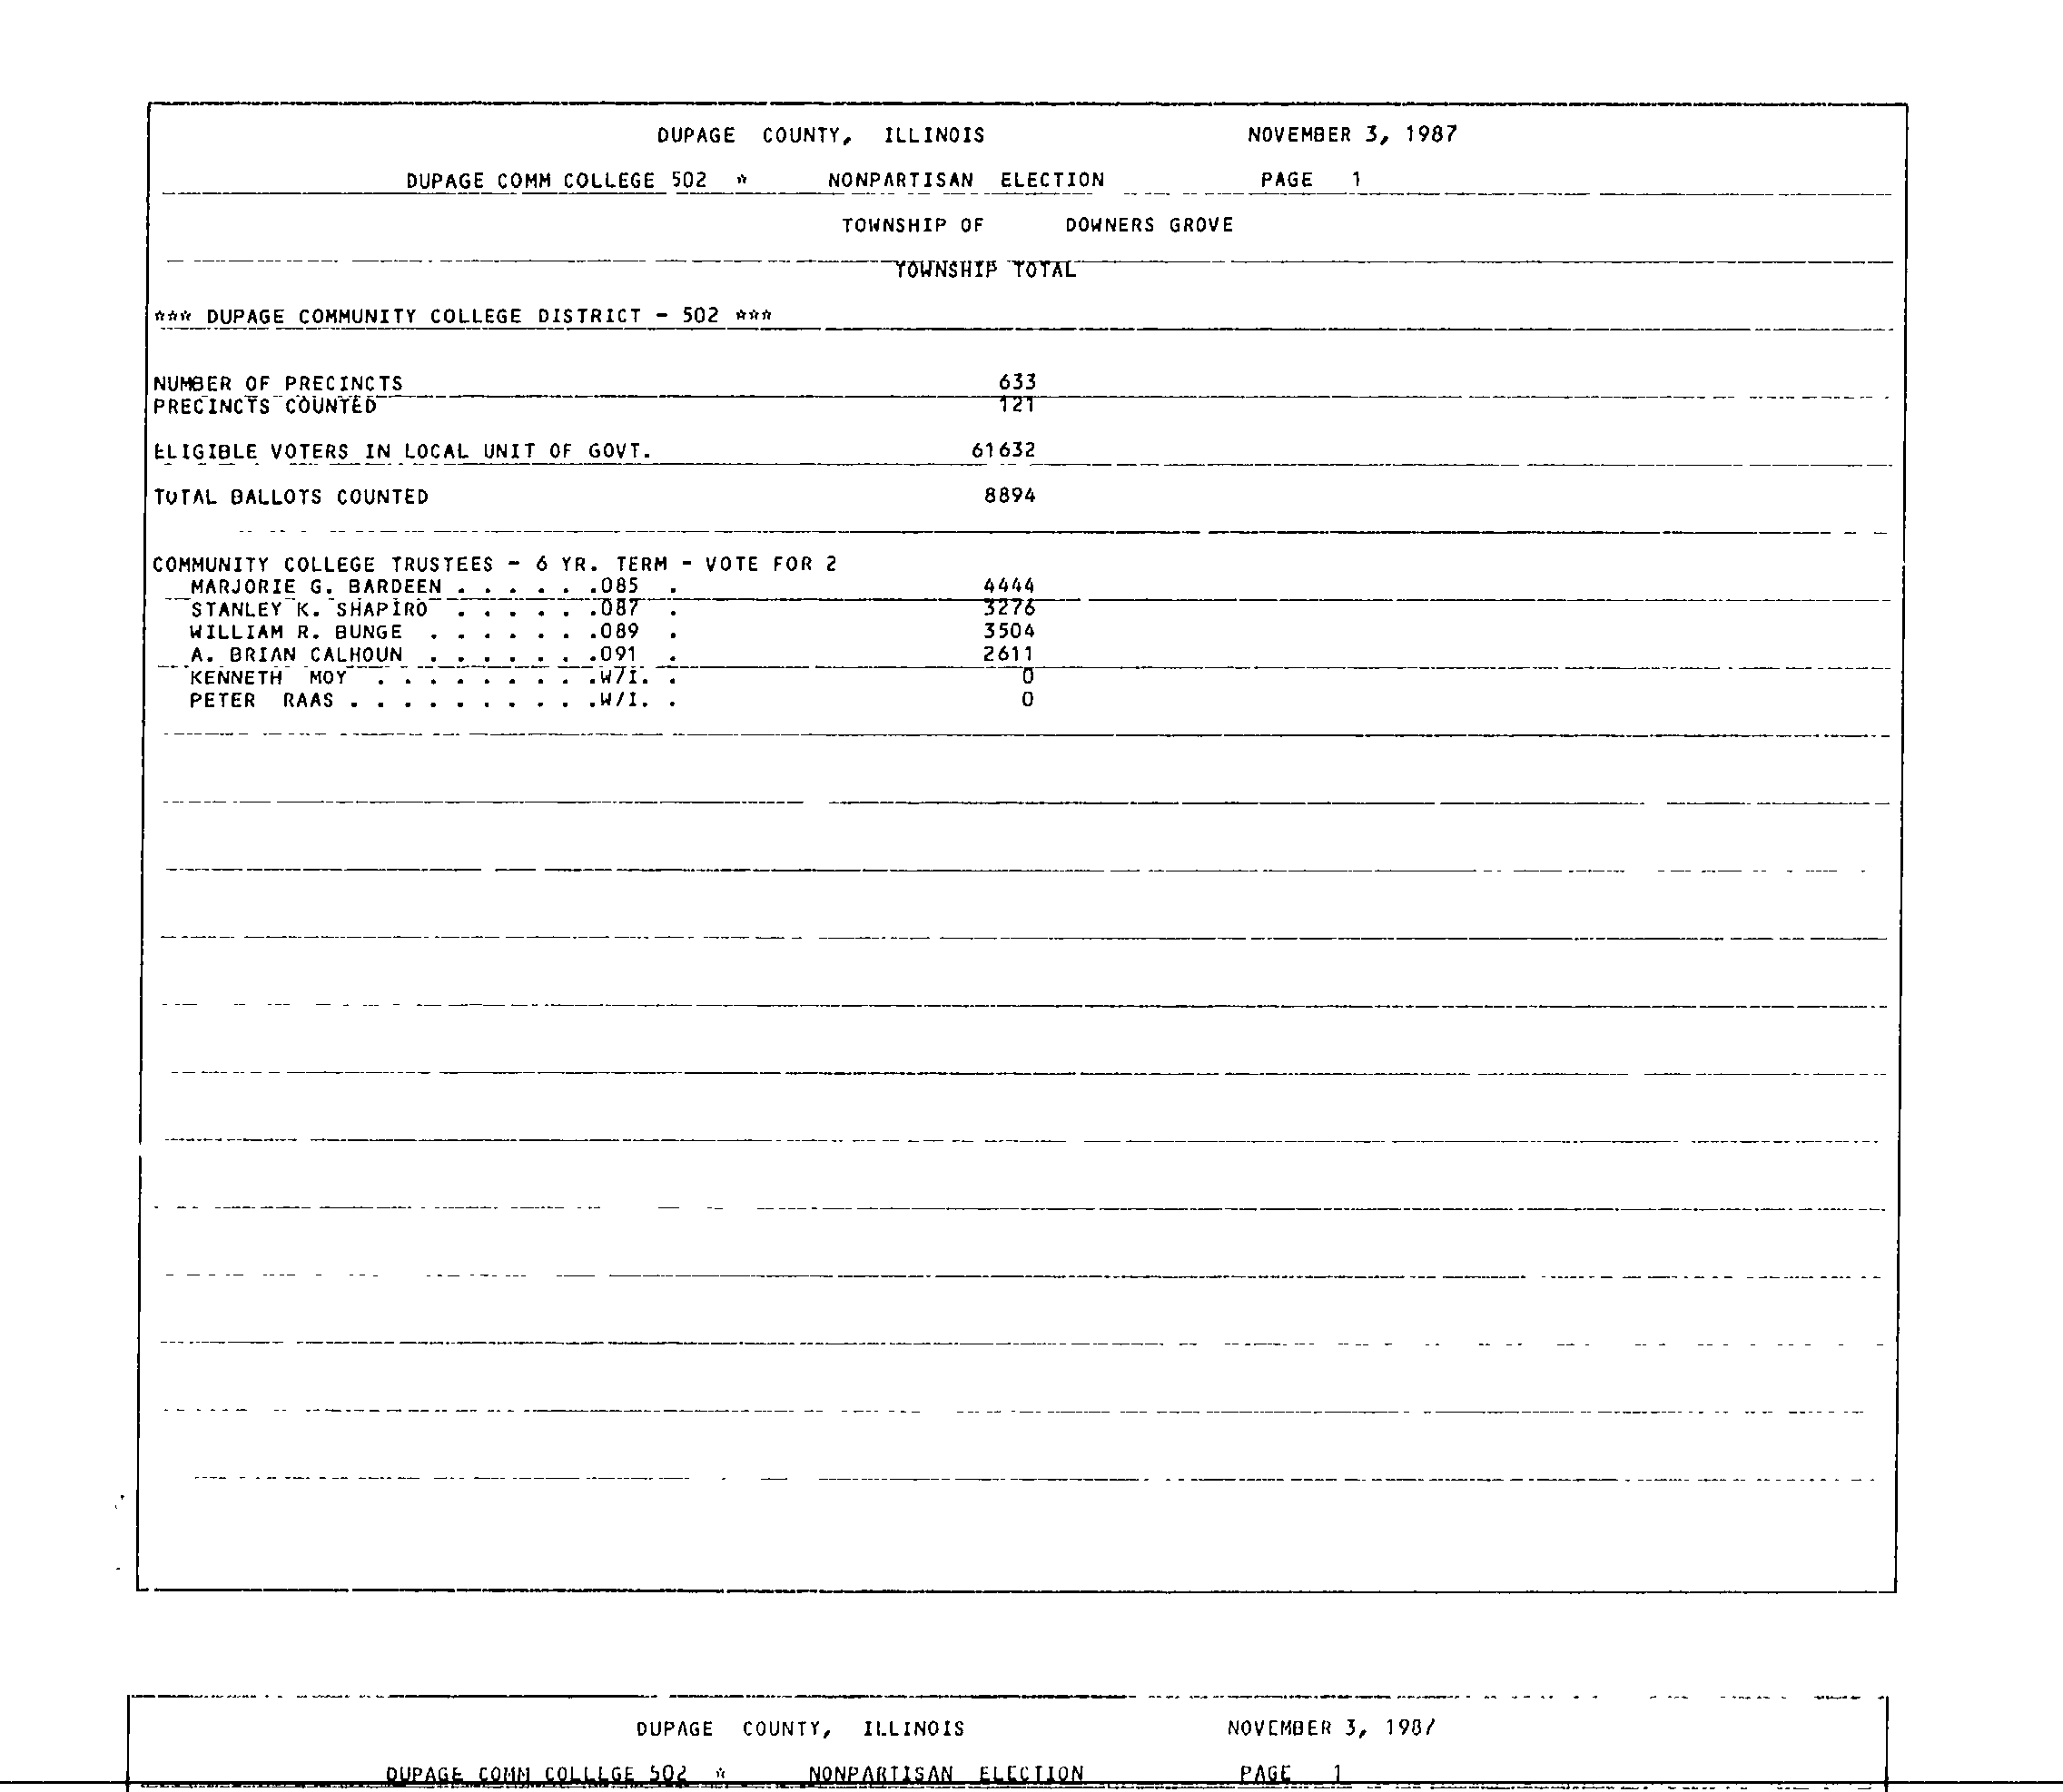 DUPAGE COUNTY, ILLINOIS NOVEMBER 3, 1987
DUPAGE COMM COLLEGE 502 * NONPARTISAN ELECTION PAGE 1
TOWNSHIP OF DOWNERS GROVE
TOWNSHIP TOTAL
*** DUPAGE COMMUNITY COLLEGE DISTRICT - 502 ***
NUMBER OF PRECINCTS 633
PRECINCTS COUNTED 121
ELIGIBLE VOTERS IN LOCAL UNIT OF GOVT. 61632
TOTAL BALLOTS COUNTED 8894
COMMUNITY COLLEGE TRUSTEES - 6 YR. TERM - VOTE FOR 2
MARJORIE G. BARDEEN . . . . . .085 . 4444
STANLEY K. SHAPIRO . . . . . .087 . 3276
WILLIAM R. BUNGE . . . . . . .089 . 3504
A. BRIAN CALHOUN . . . . . . .091 . 2611
KENNETH MOY . . . . . . . . .W/I. . 0
PETER RAAS . . . . . . . . . .W/I. . 0
DUPAGE COUNTY, ILLINOIS NOVEMBER 3, 1987
DUPAGE COMM COLLEGE 502 * NONPARTISAN ELECTION PAGE 1